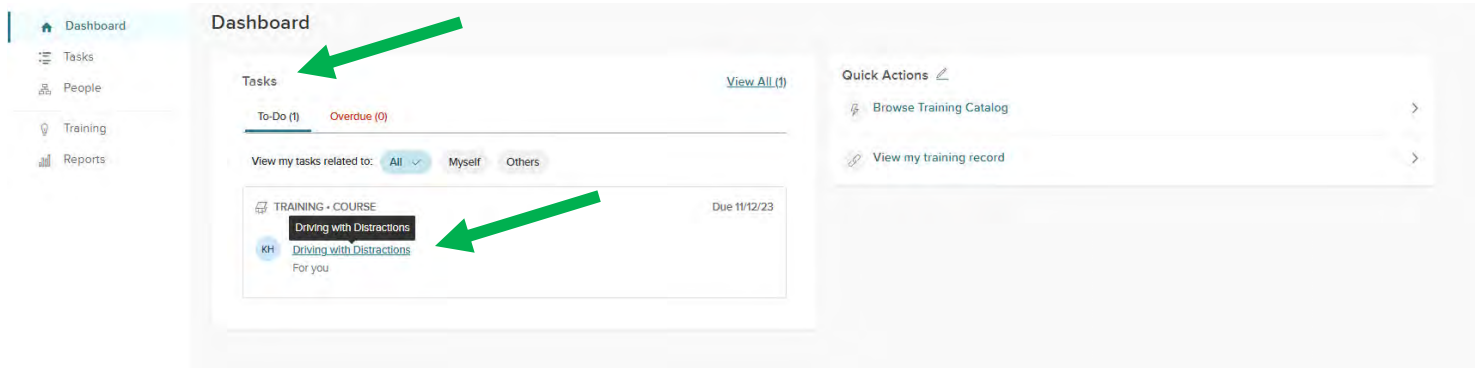 Dashboard
Tasks
People
Training
Reports
Dashboard
Tasks
View All (1)
To-Do (1) Overdue (0)
View my tasks related to: All Myself Others
TRAINING • COURSE
Due 11/12/23
Driving with Distractions
KH
Driving with Distractions
For you
Quick Actions
Browse Training Catalog
View my training record